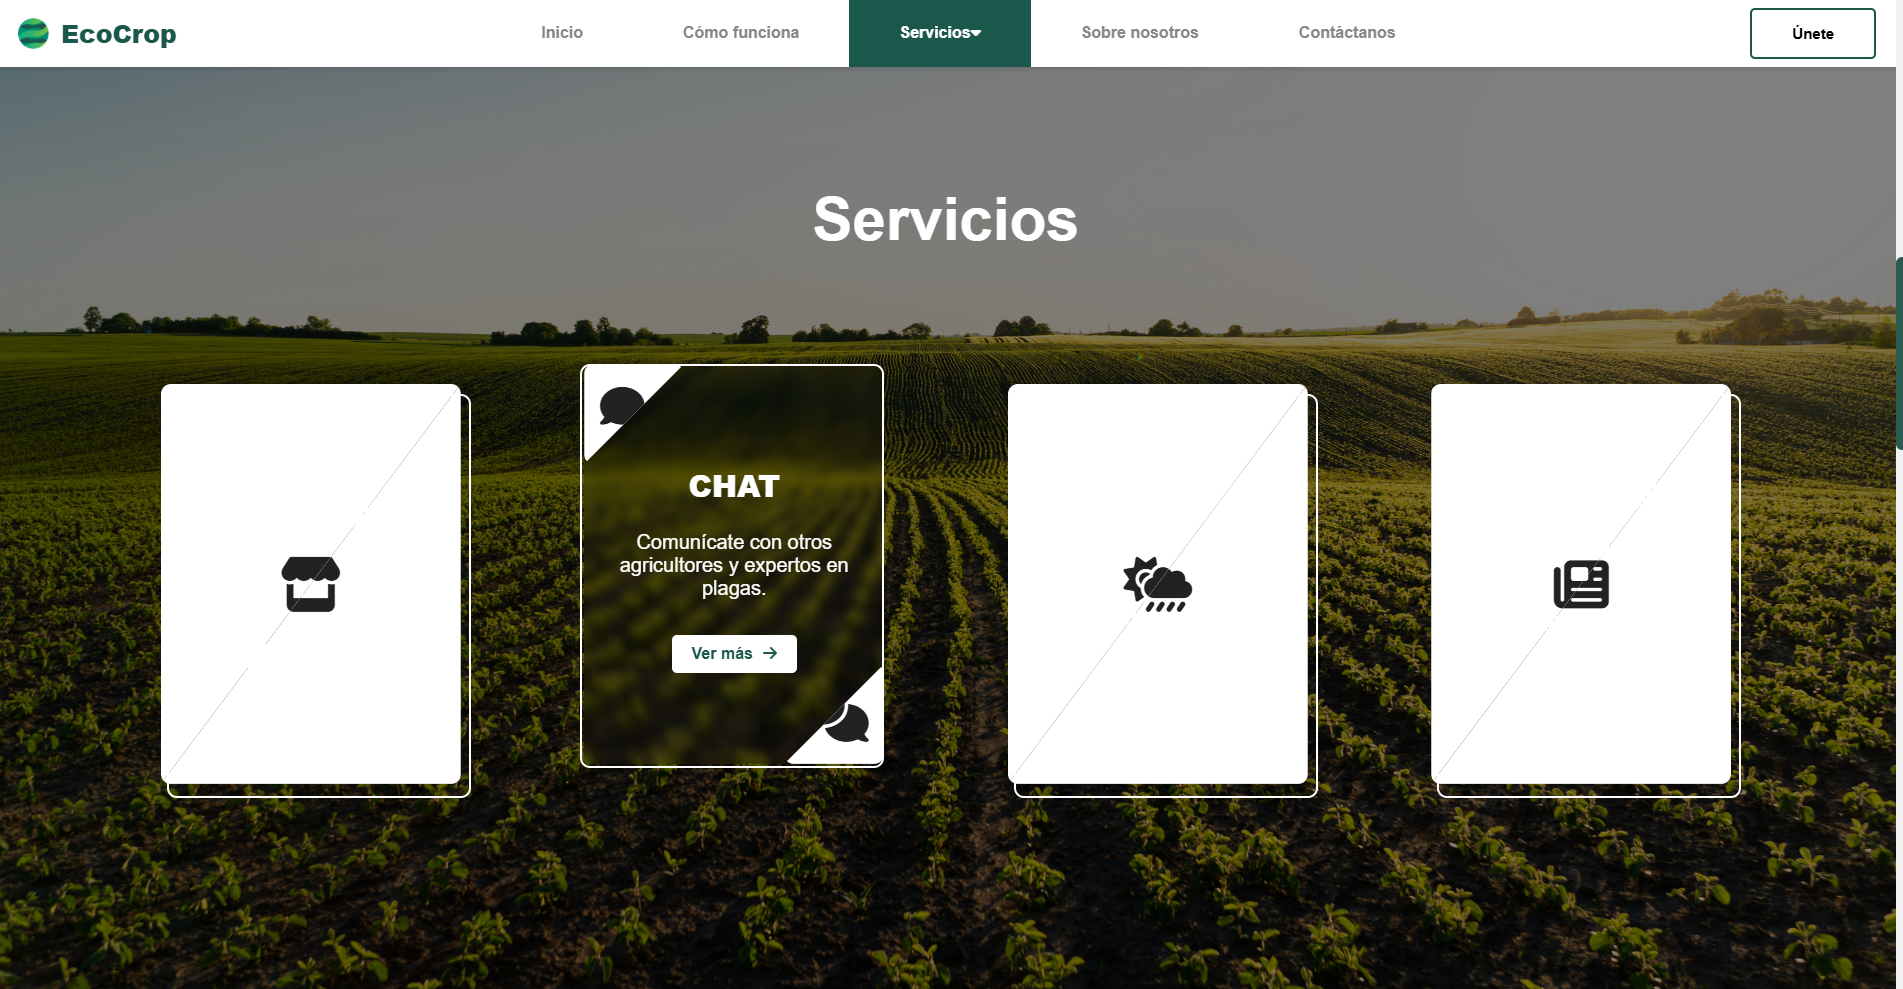 EcoCrop
Inicio
Cómo funciona
Servicios
Sobre nosotros
Contáctanos
Únete
Servicios
CHAT
Comunícate con otros
agricultores y expertos en
plagas.
Ver más